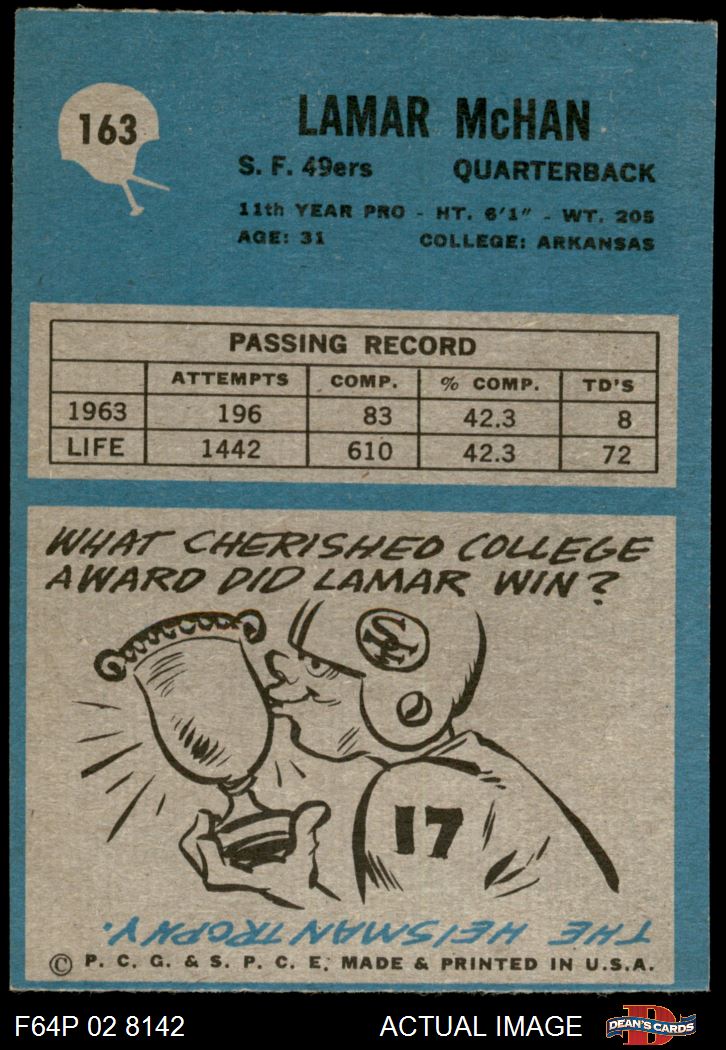 163
LAMAR McHAN
S. F. 49ers QUARTERBACK
11th YEAR PRO - HT. 6'1" - WT. 205
AGE: 31 COLLEGE: ARKANSAS
PASSING RECORD
ATTEMPTS COMP. % COMP. TD'S
1963 196 83 42.3 8
LIFE 1442 610 42.3 72
WHAT CHERISHED COLLEGE
AWARD DID LAMAR WIN?
SF
17
THE HEISMAN TROPHY.
© P. C. G. & S. P. C. E. MADE & PRINTED IN U.S.A.
F64P 02 8142 ACTUAL IMAGE DEAN'S CARDS